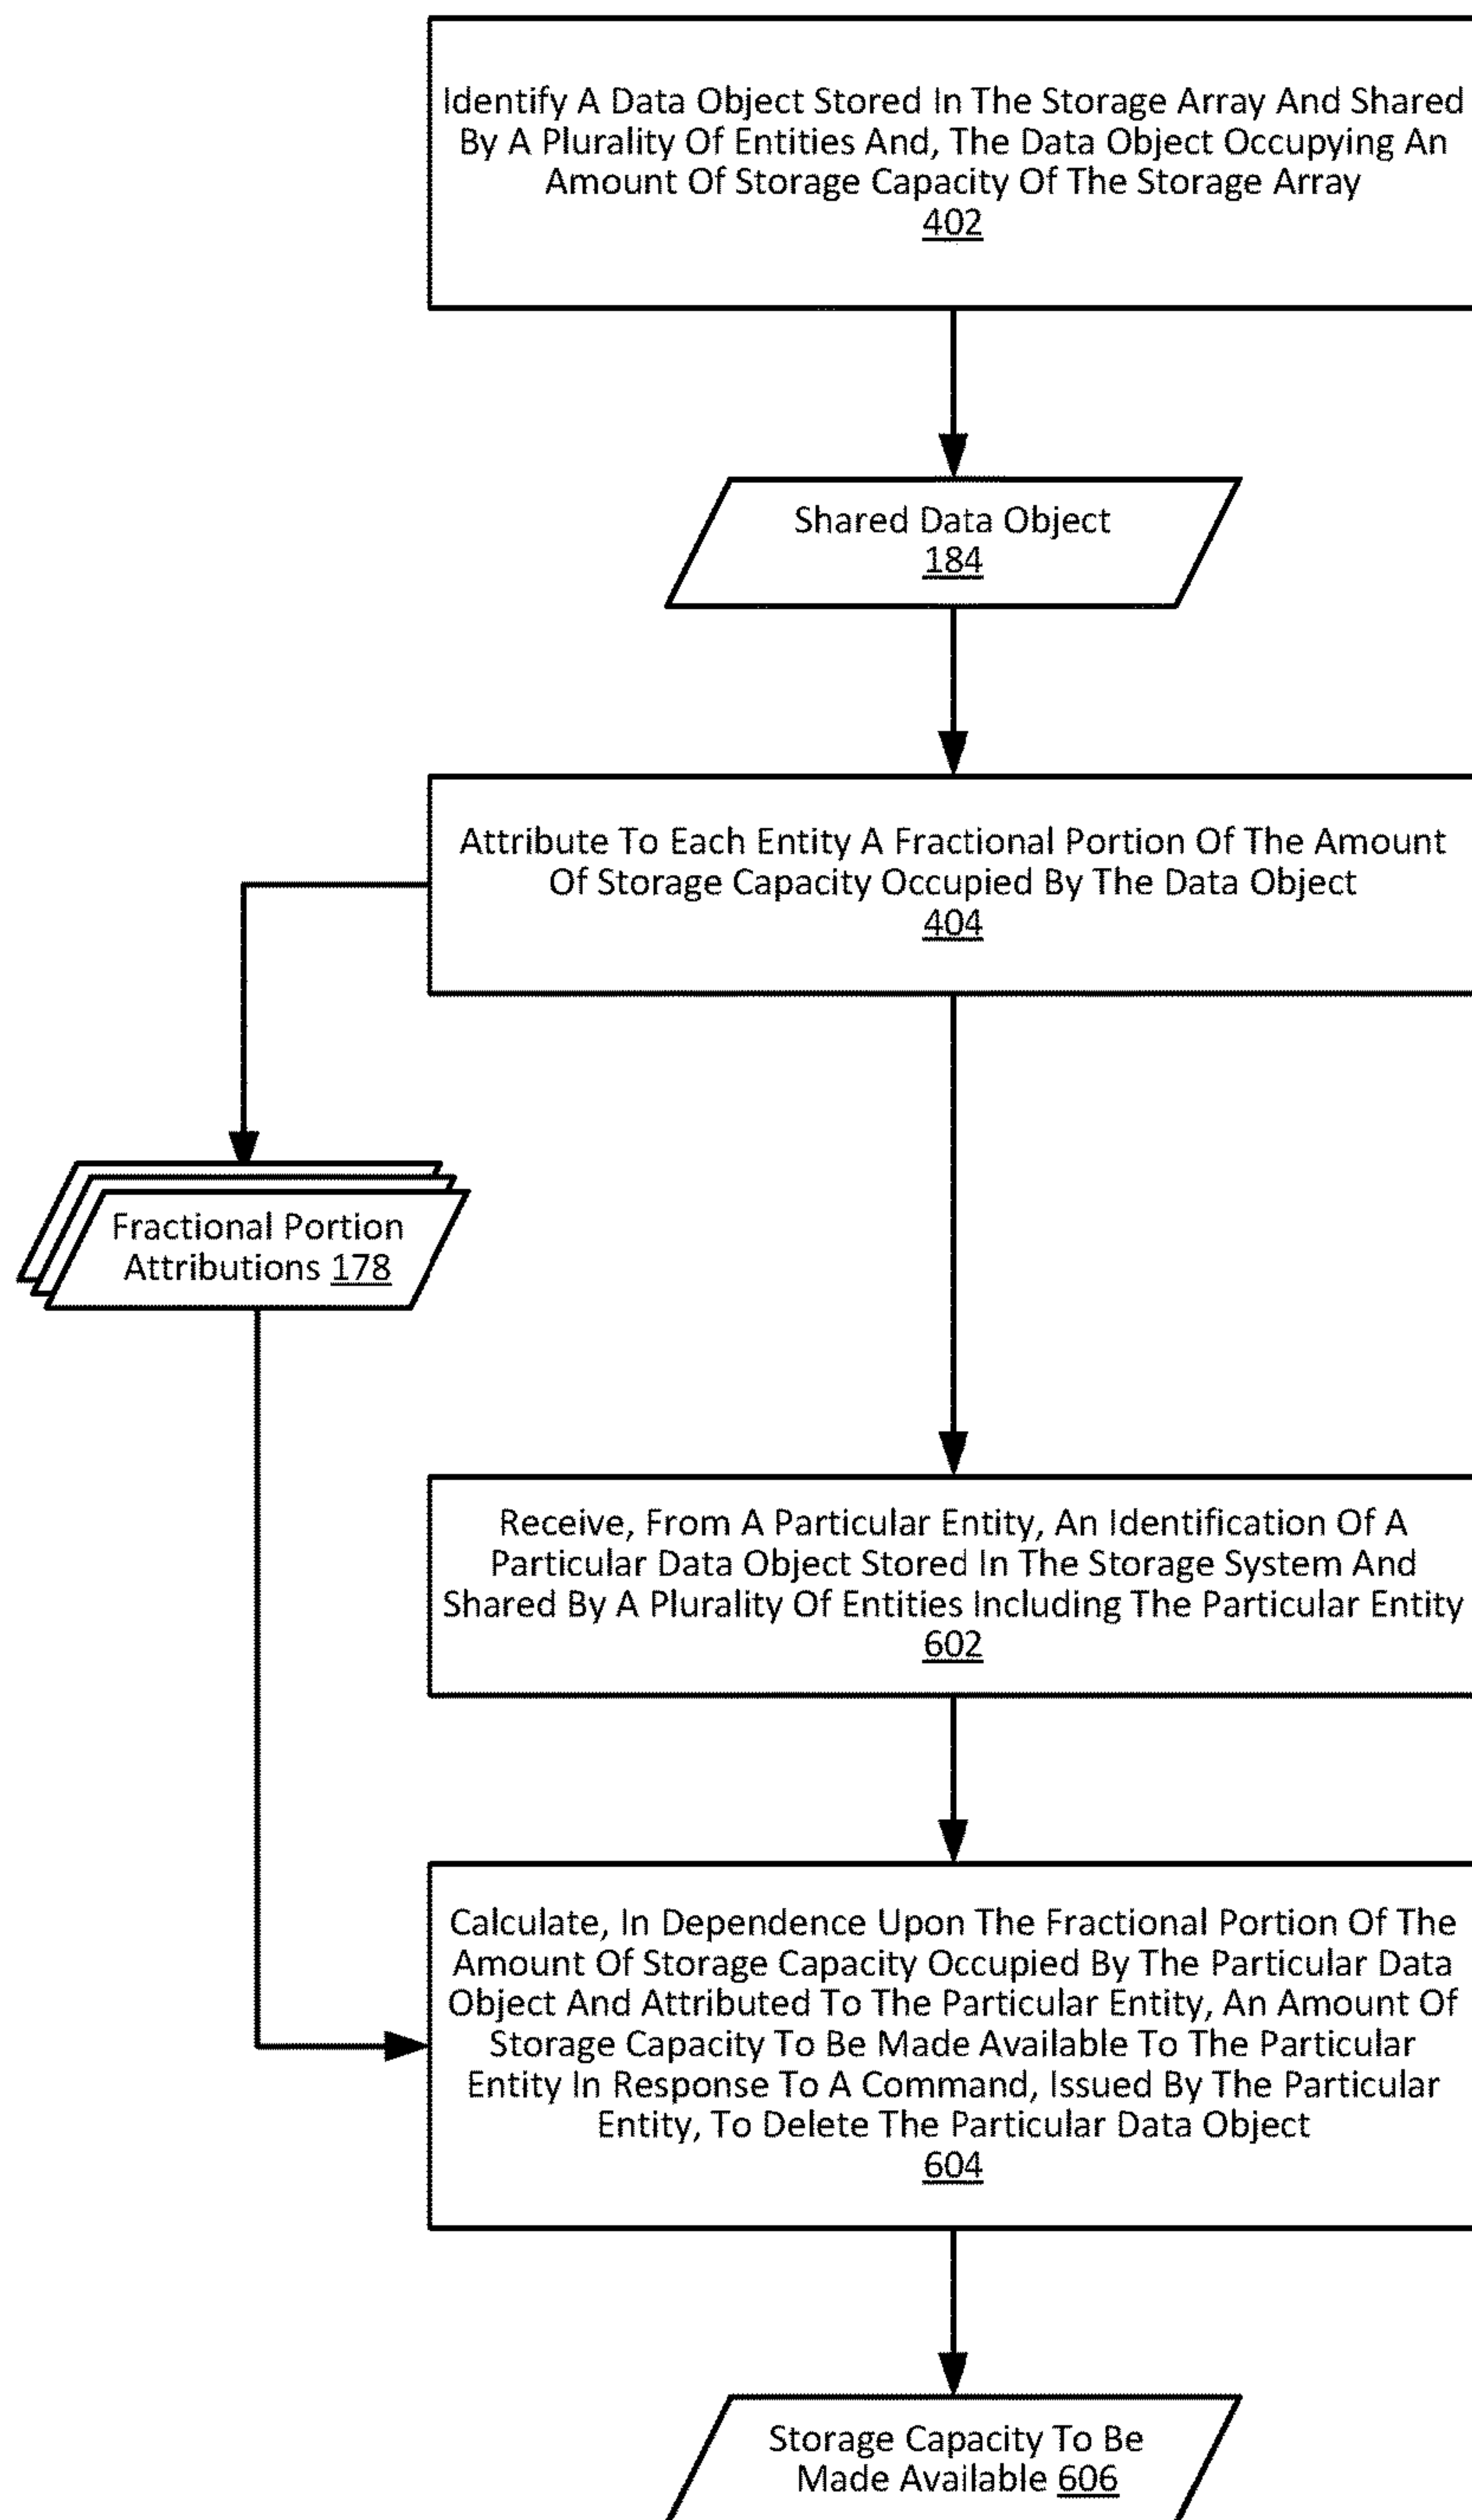 Identify A Data Object Stored In The Storage Array And Shared
By A Plurality Of Entities And, The Data Object Occupying An
Amount Of Storage Capacity Of The Storage Array
402
Shared Data Object
184
Attribute To Each Entity A Fractional Portion Of The Amount
Of Storage Capacity Occupied By The Data Object
404
Fractional Portion
Attributions 178
Receive, From A Particular Entity, An Identification Of A
Particular Data Object Stored In The Storage System And
Shared By A Plurality Of Entities Including The Particular Entity
602
Calculate, In Dependence Upon The Fractional Portion Of The
Amount Of Storage Capacity Occupied By The Particular Data
Object And Attributed To The Particular Entity, An Amount Of
Storage Capacity To Be Made Available To The Particular
Entity In Response To A Command, Issued By The Particular
Entity, To Delete The Particular Data Object
604
Storage Capacity To Be
Made Available 606